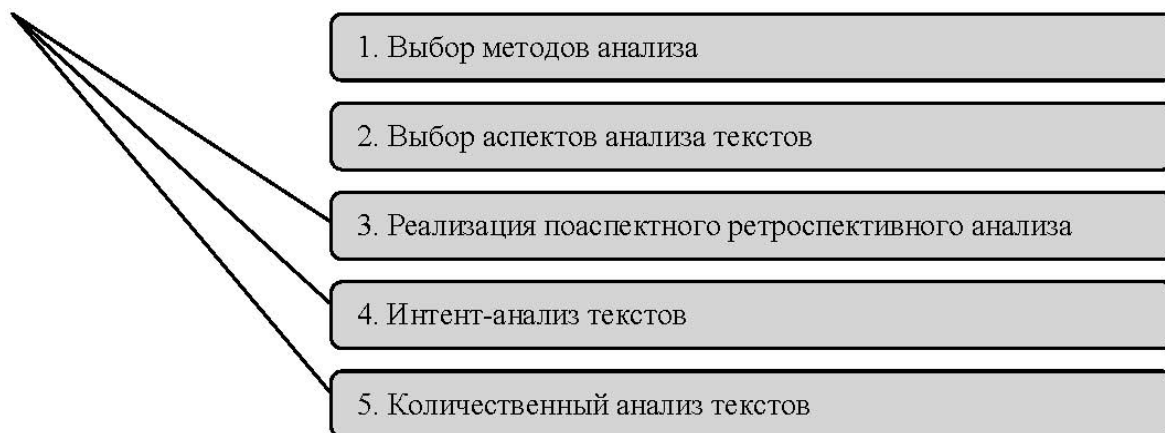 1. Выбор методов анализа
2. Выбор аспектов анализа текстов
3. Реализация поаспектного ретроспективного анализа
4. Интент-анализ текстов
5. Количественный анализ текстов